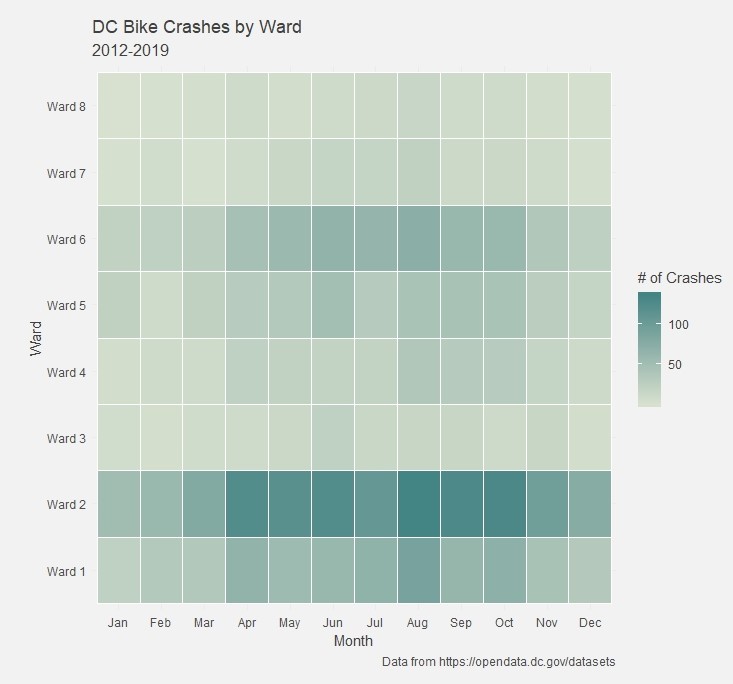 DC Bike Crashes by Ward
2012-2019
Ward 8
Ward 7
Ward 6
Ward 5
Ward 4
Ward 3
Ward 2
Ward 1
Ward
Jan Feb Mar Apr May Jun Jul Aug Sep Oct Nov Dec
Month
# of Crashes
100
50
Data from https://opendata.dc.gov/datasets